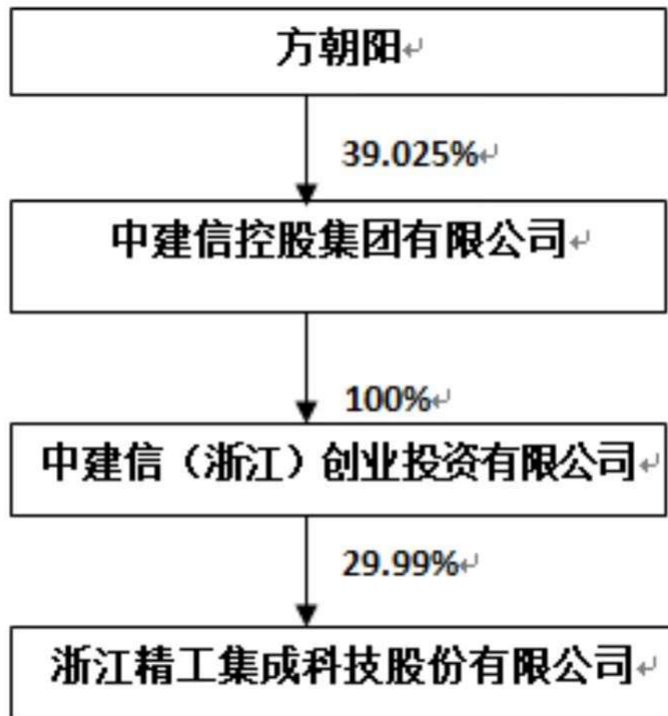 方朝阳
39.025%
中建信控股集团有限公司
100%
中建信（浙江）创业投资有限公司
29.99%
浙江精工集成科技股份有限公司